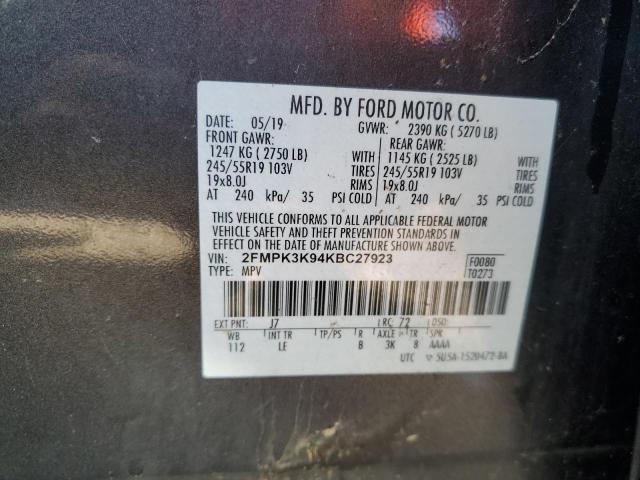 MFD. BY FORD MOTOR CO.
DATE: 05/19 GVWR: 2390 KG ( 5270 LB)
FRONT GAWR: REAR GAWR:
1247 KG ( 2750 LB) 1145 KG ( 2525 LB)
245/55R19 103V TIRES 245/55R19 103V TIRES
19x8.0J RIMS 19x8.0J RIMS
AT 240 kPa/ 35 PSI COLD AT 240 kPa/ 35 PSI COLD
THIS VEHICLE CONFORMS TO ALL APPLICABLE FEDERAL MOTOR
VEHICLE SAFETY AND THEFT PREVENTION STANDARDS IN
EFFECT ON THE DATE OF MANUFACTURE SHOWN ABOVE.
VIN: 2FMPK3K94KBC27923 F0080
TYPE: MPV T0273
EXT PNT: J7 RC: 72 DSO:
WB INT TR TP/PS R AXLE TR SPR
112 LE B 3K 8 AAAA
UTC 5U5A-1520472-BA